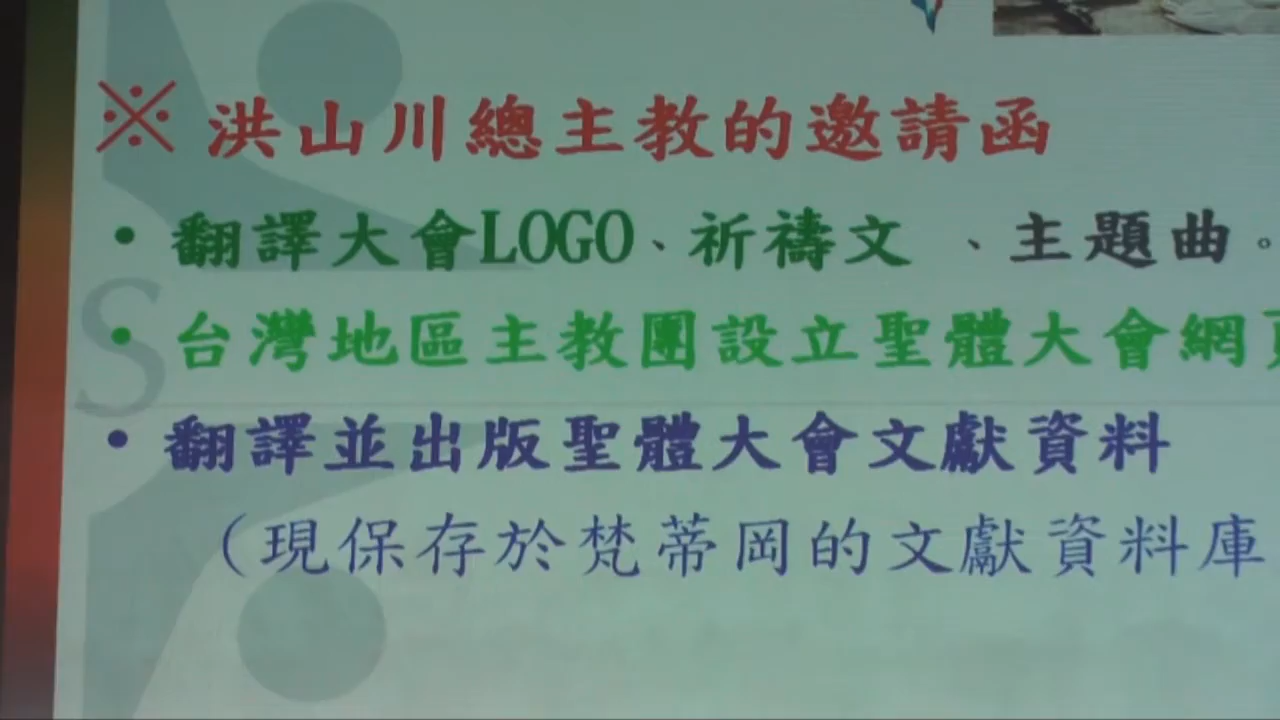 ※ 洪山川總主教的邀請函
• 翻譯大會LOGO、祈禱文 、主題曲。
• 台灣地區主教團設立聖體大會網
• 翻譯並出版聖體大會文獻資料
（現保存於梵蒂岡的文獻資料庫
S